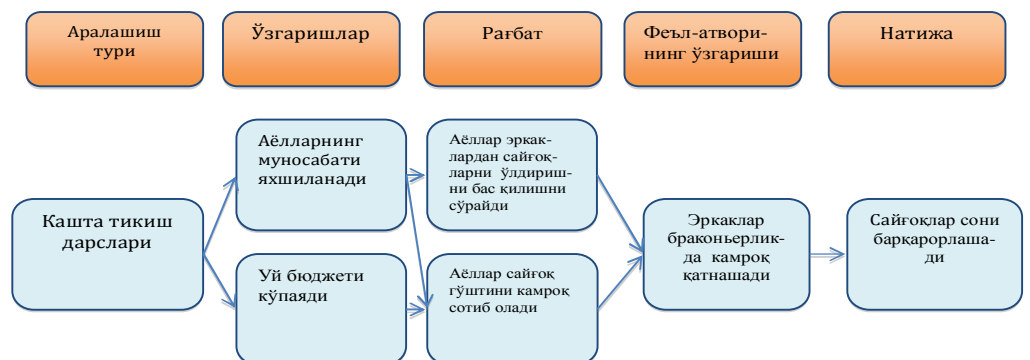 Аралашиш
тури
Ўзгаришлар
Рағбат
Феъл-атвори-
нинг ўзгариши
Натижа
Кашта тикиш
дарслари
Аёлларнинг
муносабати
яхшиланади
Уй бюджети
кўпаяди
Аёллар эркак-
лардан сайғоқ-
ларни ўлдириш-
ни бас қилишни
сўрайди
Аёллар сайғоқ
гўштини камроқ
сотиб олади
Эркаклар
браконьерлик-
да камроқ
қатнашади
Сайғоқлар сони
барқарорлаша-
ди